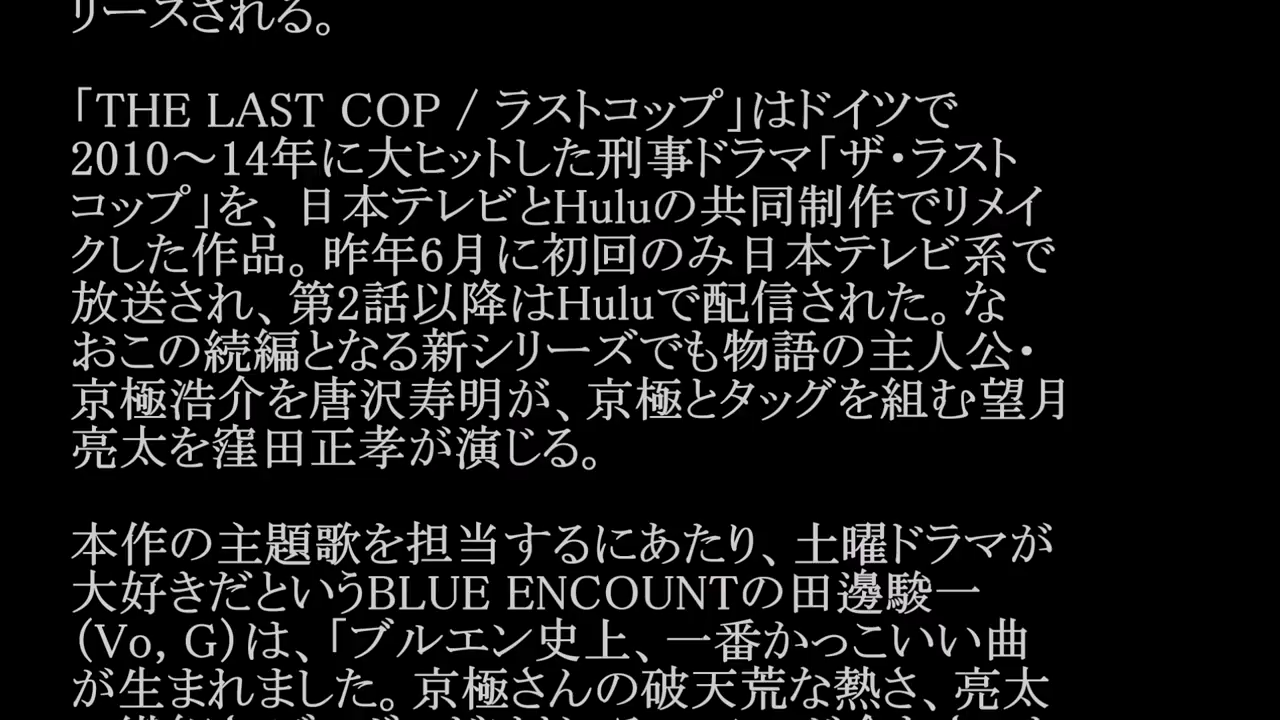 リースされる。
「THE LAST COP / ラストコップ」はドイツで
2010〜14年に大ヒットした刑事ドラマ「ザ・ラスト
コップ」を、日本テレビとHuluの共同制作でリメイ
クした作品。昨年6月に初回のみ日本テレビ系で
放送され、第2話以降はHuluで配信された。な
おこの続編となる新シリーズでも物語の主人公・
京極浩介を唐沢寿明が、京極とタッグを組む望月
亮太を窪田正孝が演じる。
本作の主題歌を担当するにあたり、土曜ドラマが
大好きだというBLUE ENCOUNTの田邊駿一
(Vo, G)は、「ブルエン史上、一番かっこいい曲
が生まれました。京極さんの破天荒な熱さ、亮太